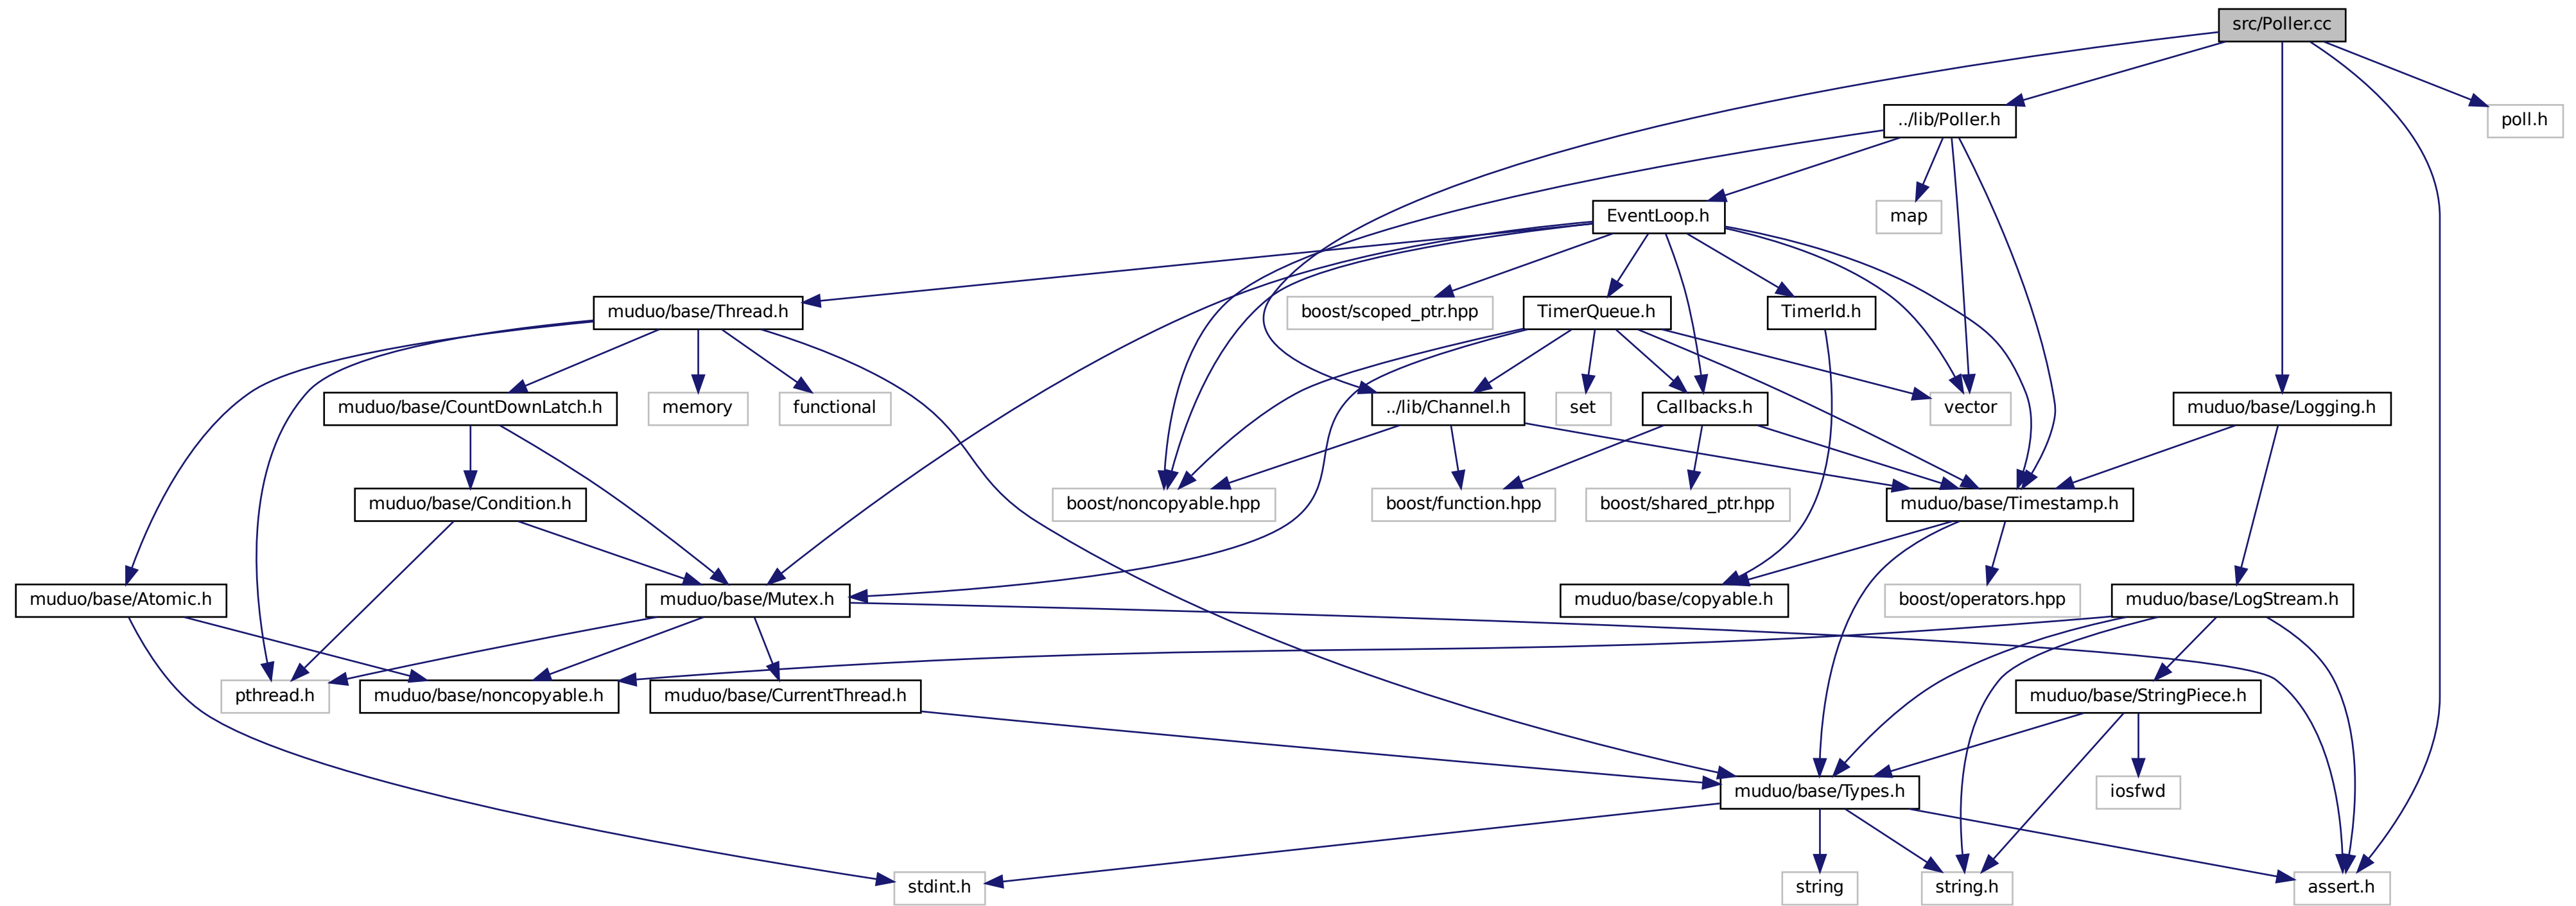 src/Poller.cc
../lib/Poller.h
poll.h
EventLoop.h
map
muduo/base/Thread.h
boost/scoped_ptr.hpp
TimerQueue.h
TimerId.h
muduo/base/CountDownLatch.h
memory
functional
../lib/Channel.h
set
Callbacks.h
vector
muduo/base/Logging.h
muduo/base/Condition.h
boost/noncopyable.hpp
boost/function.hpp
boost/shared_ptr.hpp
muduo/base/Timestamp.h
muduo/base/Atomic.h
muduo/base/Mutex.h
muduo/base/copyable.h
boost/operators.hpp
muduo/base/LogStream.h
pthread.h
muduo/base/noncopyable.h
muduo/base/CurrentThread.h
muduo/base/StringPiece.h
muduo/base/Types.h
iosfwd
stdint.h
string
string.h
assert.h